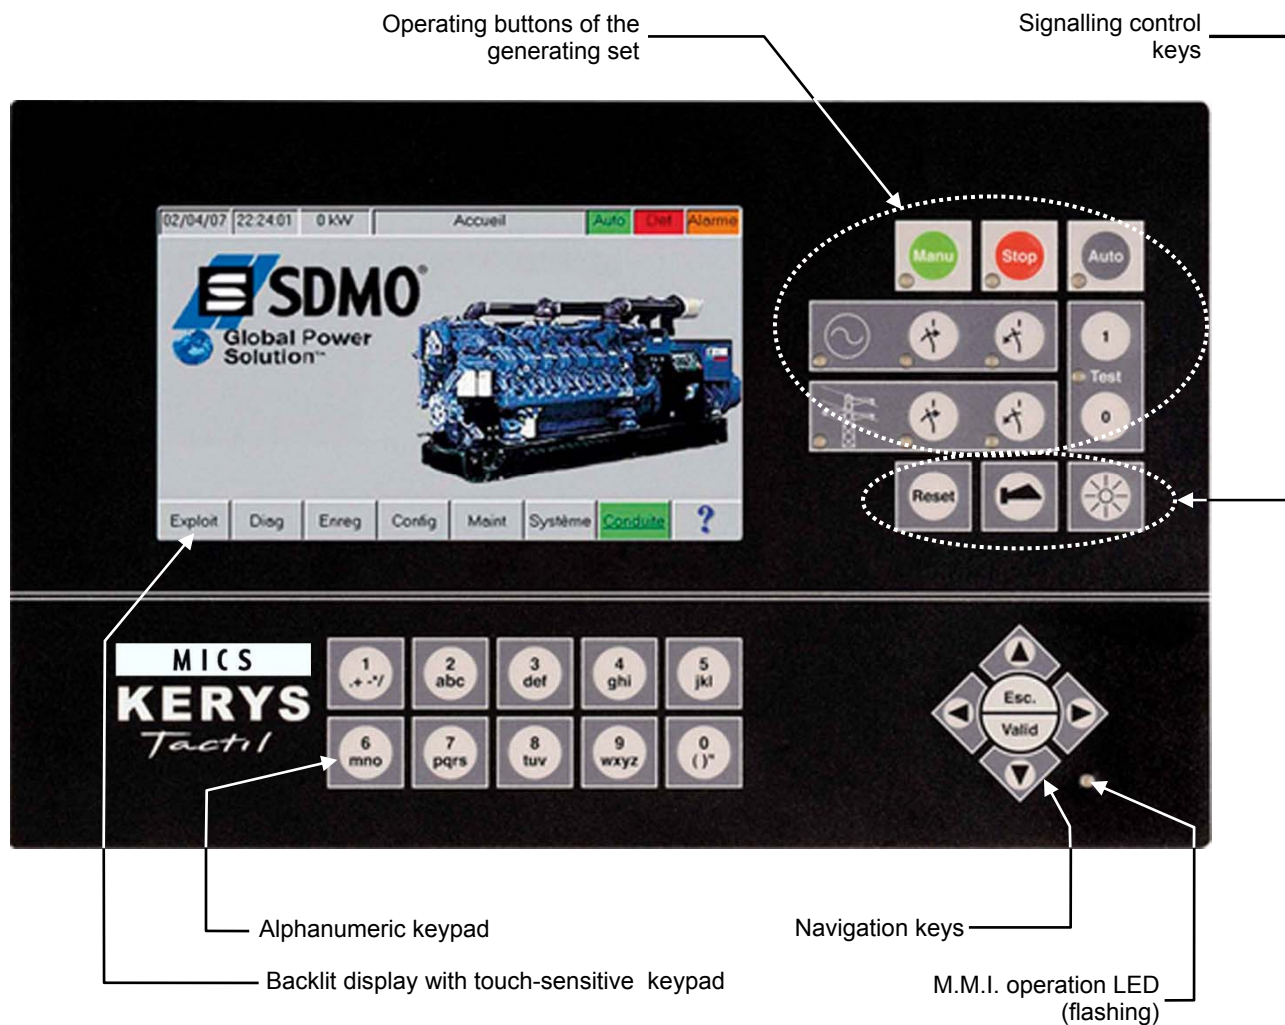 Operating buttons of the
generating set
Signalling control
keys
02/04/07 22:24:01 0 kW Accueil Auto Def Alarme
SDMO®
Global Power
Solution™
Manu Stop Auto
1
Test
0
Reset
Exploit Diag Enreg Config Maint Système Conduite ?
MICS
KERYS
Tactil
1 2 3 4 5
.+-*/ abc def ghi jkl
6 7 8 9 0
mno pqrs tuv wxyz ()"
Esc.
Valid
Alphanumeric keypad
Navigation keys
Backlit display with touch-sensitive keypad
M.M.I. operation LED
(flashing)